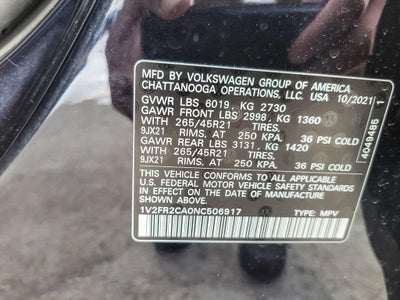 MFD BY VOLKSWAGEN GROUP OF AMERICA
CHATTANOOGA OPERATIONS, LLC. USA 10/2021
GVWR LBS 6019, KG 2730
GAWR FRONT LBS 2998, KG 1360
WITH 265/45R21 TIRES,
9JX21 RIMS, AT 250 KPA, 36 PSI COLD
GAWR REAR LBS 3131, KG 1420
WITH 265/45R21 TIRES,
9JX21 RIMS, AT 250 KPA, 36 PSI COLD
THIS VEHICLE CONFORMS TO ALL APPLICABLE
U.S. FEDERAL MOTOR VEHICLE SAFETY STANDARDS
IN EFFECT ON THE DATE OF MANUFACTURE
SHOWN ABOVE.
1V2FR2CA0NC506917 TYPE: MPV
4049485 1